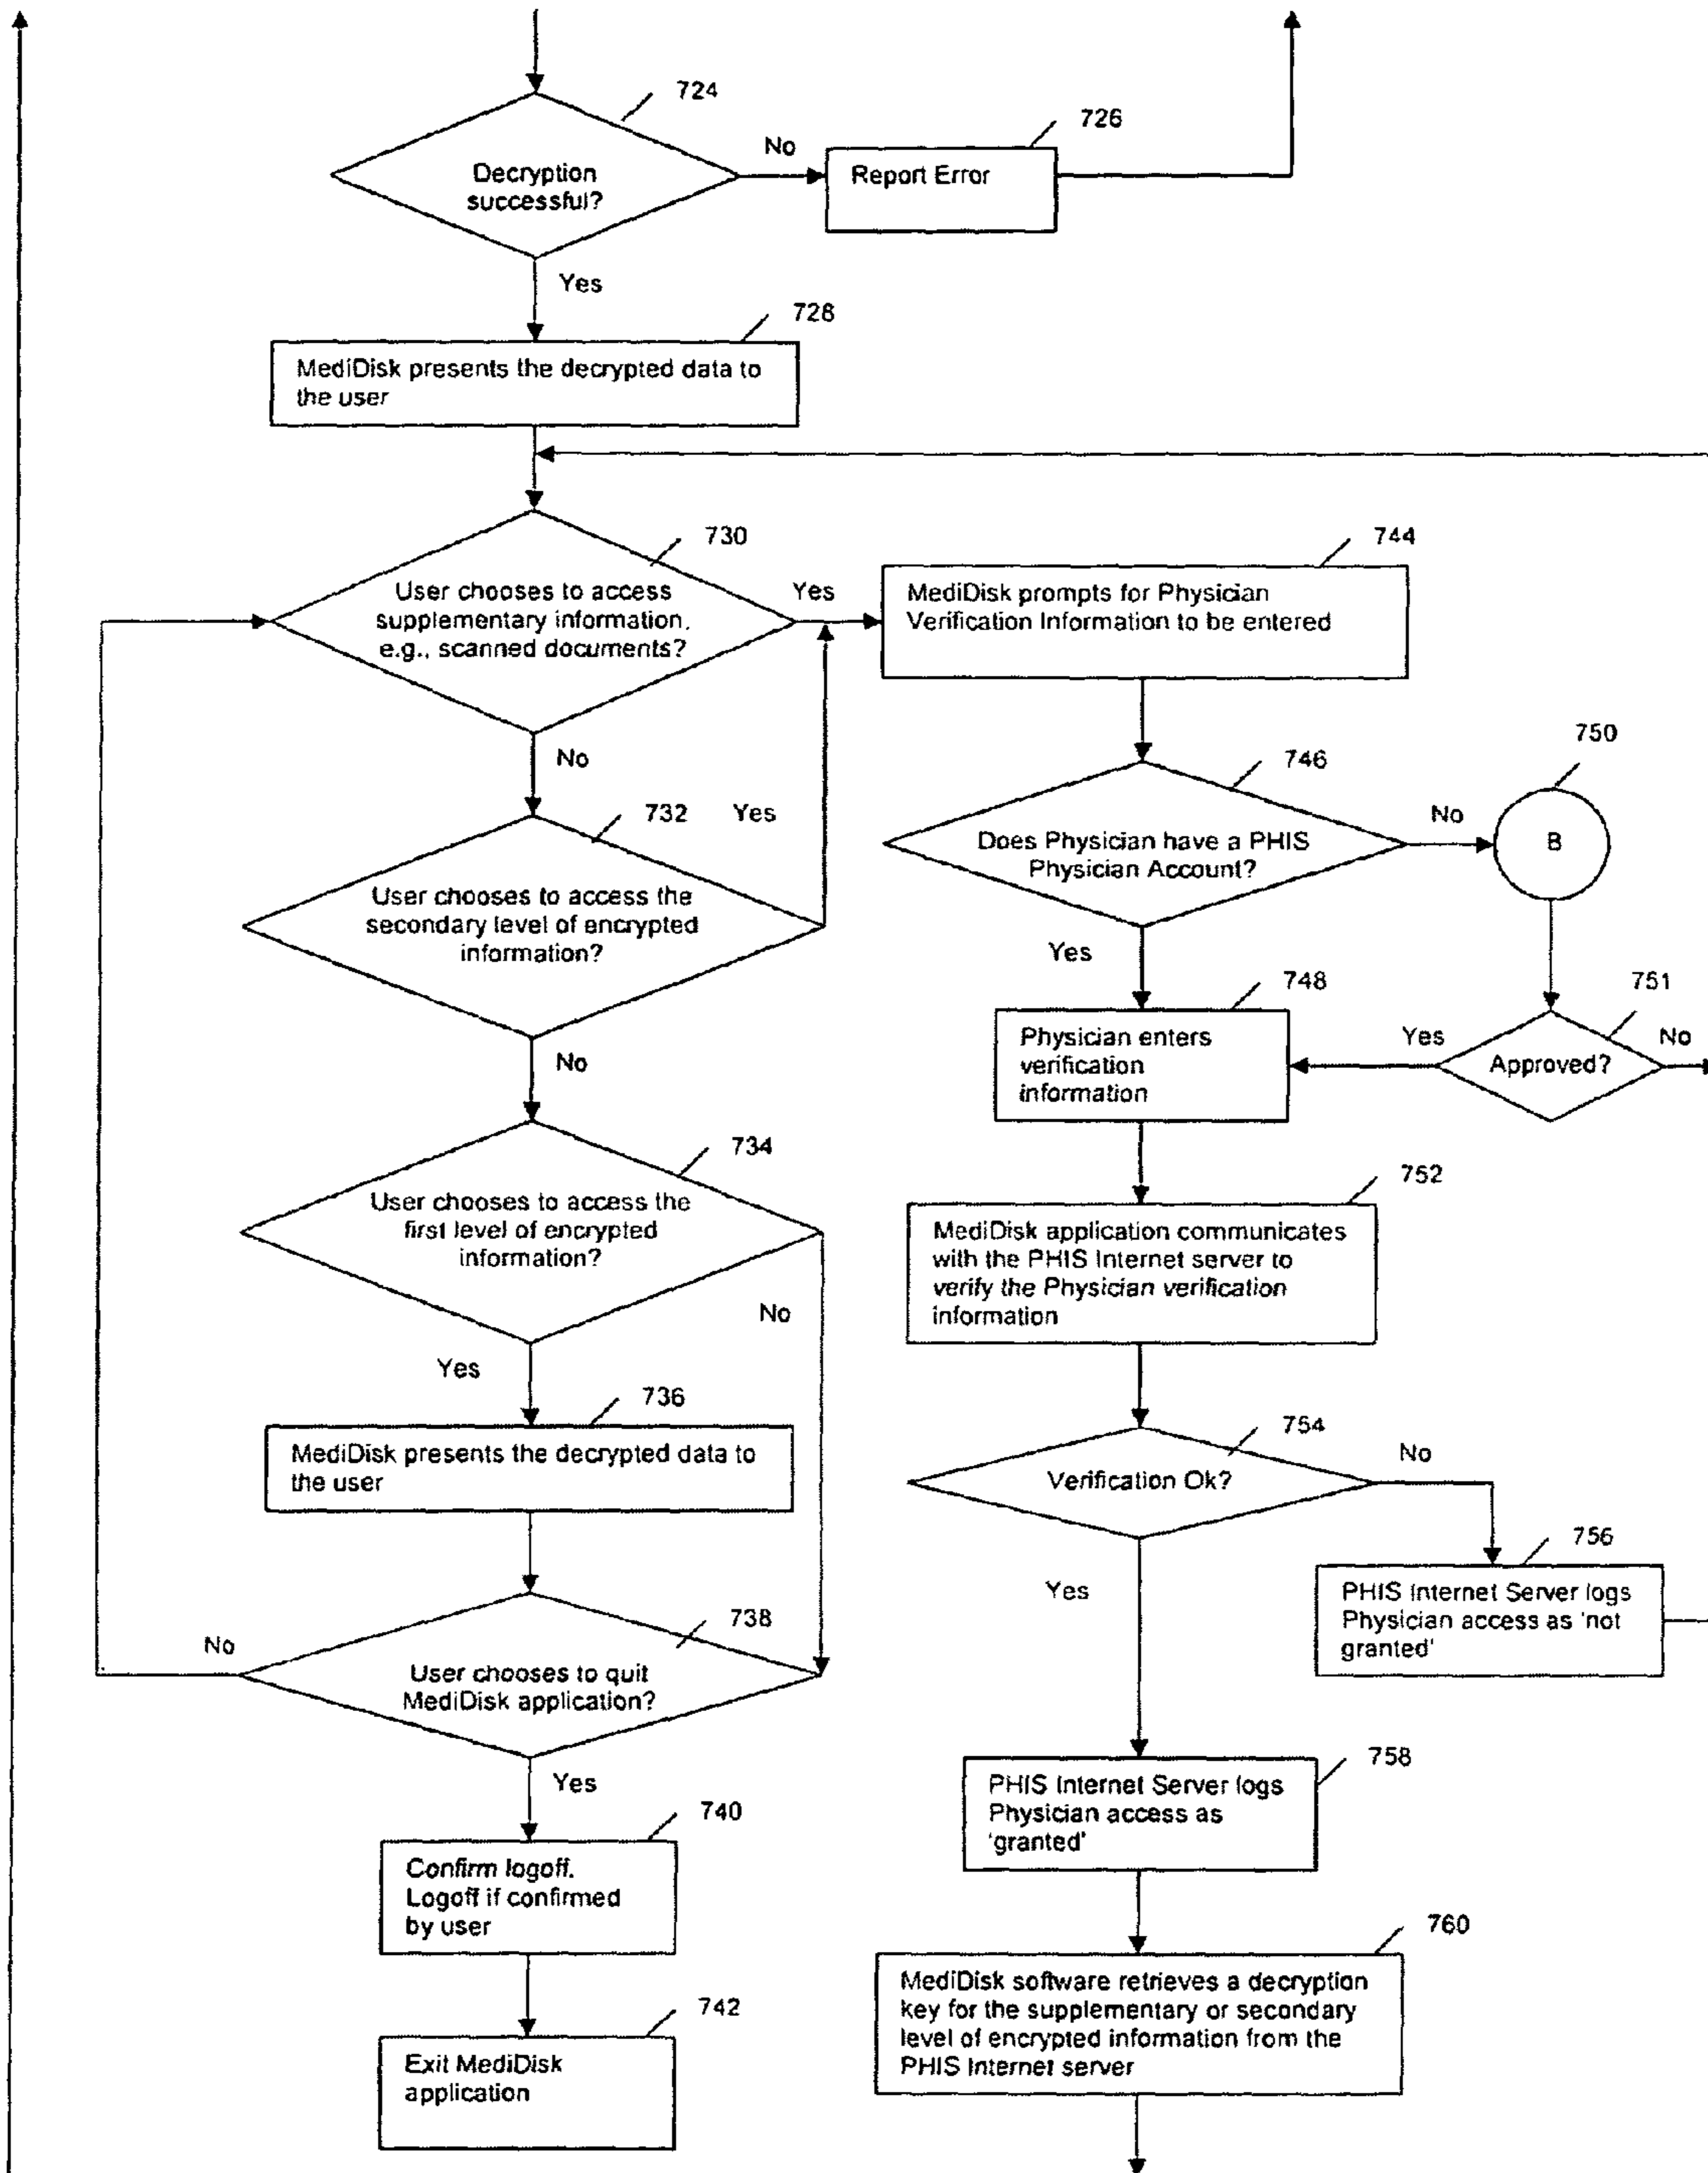 724
Decryption
successful?
No
726
Report Error
Yes
728
MediDisk presents the decrypted data to
the user
730
User chooses to access
supplementary information,
e.g., scanned documents?
Yes
744
MediDisk prompts for Physician
Verification Information to be entered
No
732
Yes
User chooses to access the
secondary level of encrypted
information?
746
Does Physician have a PHIS
Physician Account?
No
750
B
Yes
748
Physician enters
verification
information
751
Approved?
Yes
No
No
734
User chooses to access the
first level of encrypted
information?
No
752
MediDisk application communicates
with the PHIS Internet server to
verify the Physician verification
information
Yes
736
MediDisk presents the decrypted data to
the user
754
Verification Ok?
No
756
PHIS Internet Server logs
Physician access as 'not
granted'
Yes
738
User chooses to quit
MediDisk application?
No
Yes
758
PHIS Internet Server logs
Physician access as
'granted'
740
Confirm logoff.
Logoff if confirmed
by user
760
MediDisk software retrieves a decryption
key for the supplementary or secondary
level of encrypted information from the
PHIS Internet server
742
Exit MediDisk
application